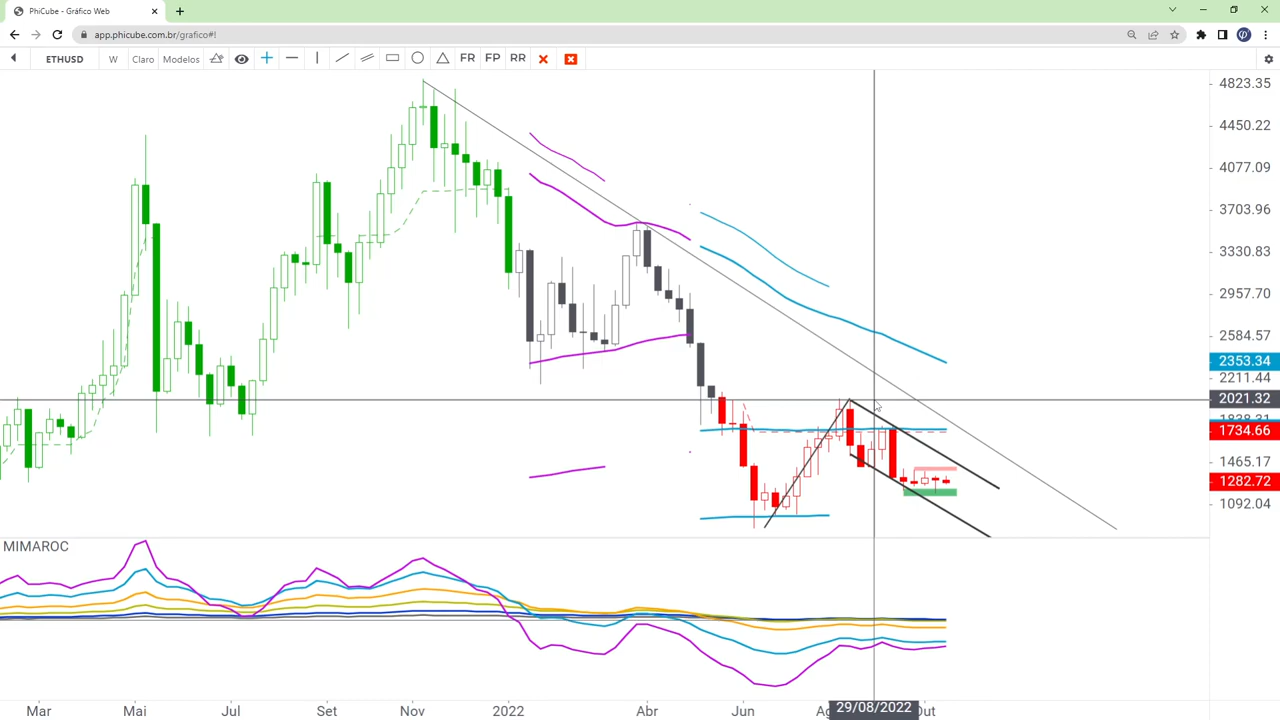 PhiCube - Gráfico Web
app.phicube.com.br/grafico#!
ETHUSD W Claro Modelos FR FP RR
4823.35
4450.22
4077.09
3703.96
3330.83
2957.70
2584.57
2353.34
2211.44
2021.32
1734.66
1465.17
1282.72
1092.04
MIMAROC
Mar Mai Jul Set Nov 2022 Abr Jun 29/08/2022